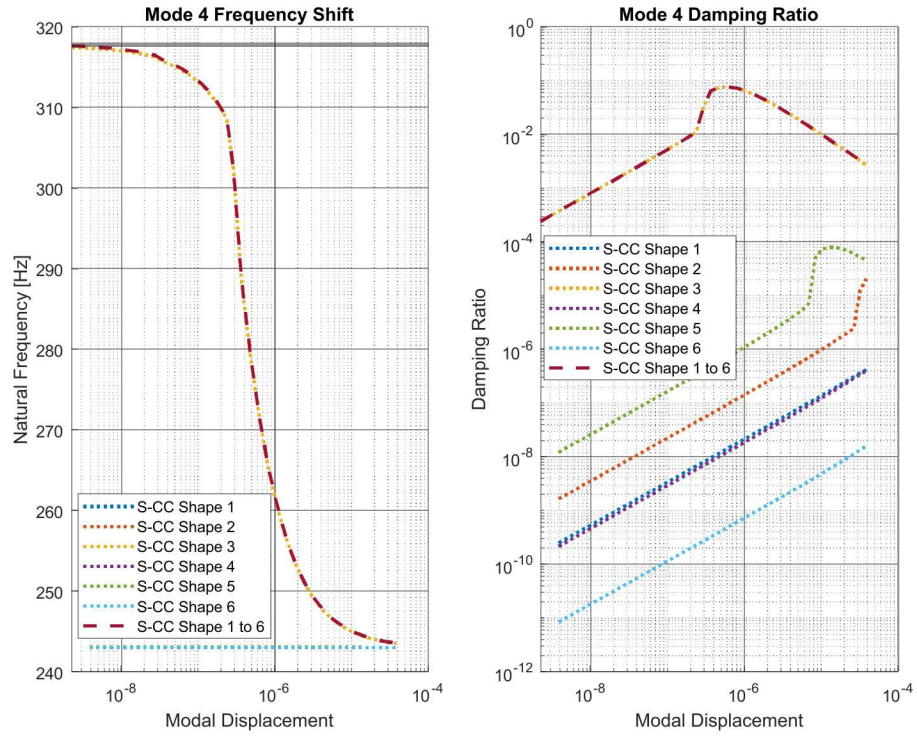 Mode 4 Frequency Shift
320
310
300
290
280
270
260
250
240
10^-8
10^-6
10^-4
Modal Displacement
Natural Frequency [Hz]
S-CC Shape 1
S-CC Shape 2
S-CC Shape 3
S-CC Shape 4
S-CC Shape 5
S-CC Shape 6
S-CC Shape 1 to 6
Mode 4 Damping Ratio
10^0
10^-2
10^-4
10^-6
10^-8
10^-10
10^-12
10^-8
10^-6
10^-4
Modal Displacement
Damping Ratio
S-CC Shape 1
S-CC Shape 2
S-CC Shape 3
S-CC Shape 4
S-CC Shape 5
S-CC Shape 6
S-CC Shape 1 to 6